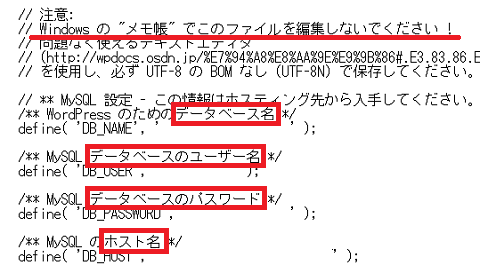 // 注意:
// Windows の "メモ帳" でこのファイルを編集しないでください !
// 問題なく使えるテキストエディタ
// (http://wpdocs.osdn.jp/%E7%94%A8%E8%AA%9E%E9%9B%86#.E3.83.86.E
// を使用し、必ず UTF-8 の BOM なし (UTF-8N) で保存してください。
// ** MySQL 設定 - この情報はホスティング先から入手してください。
/** WordPress のためのデータベース名 */
define( 'DB_NAME', ' ' );
/** MySQL データベースのユーザー名 */
define( 'DB_USER', );
/** MySQL データベースのパスワード */
define( 'DB_PASSWORD', ' );
/** MySQL のホスト名 */
define( 'DB_HOST', ' );